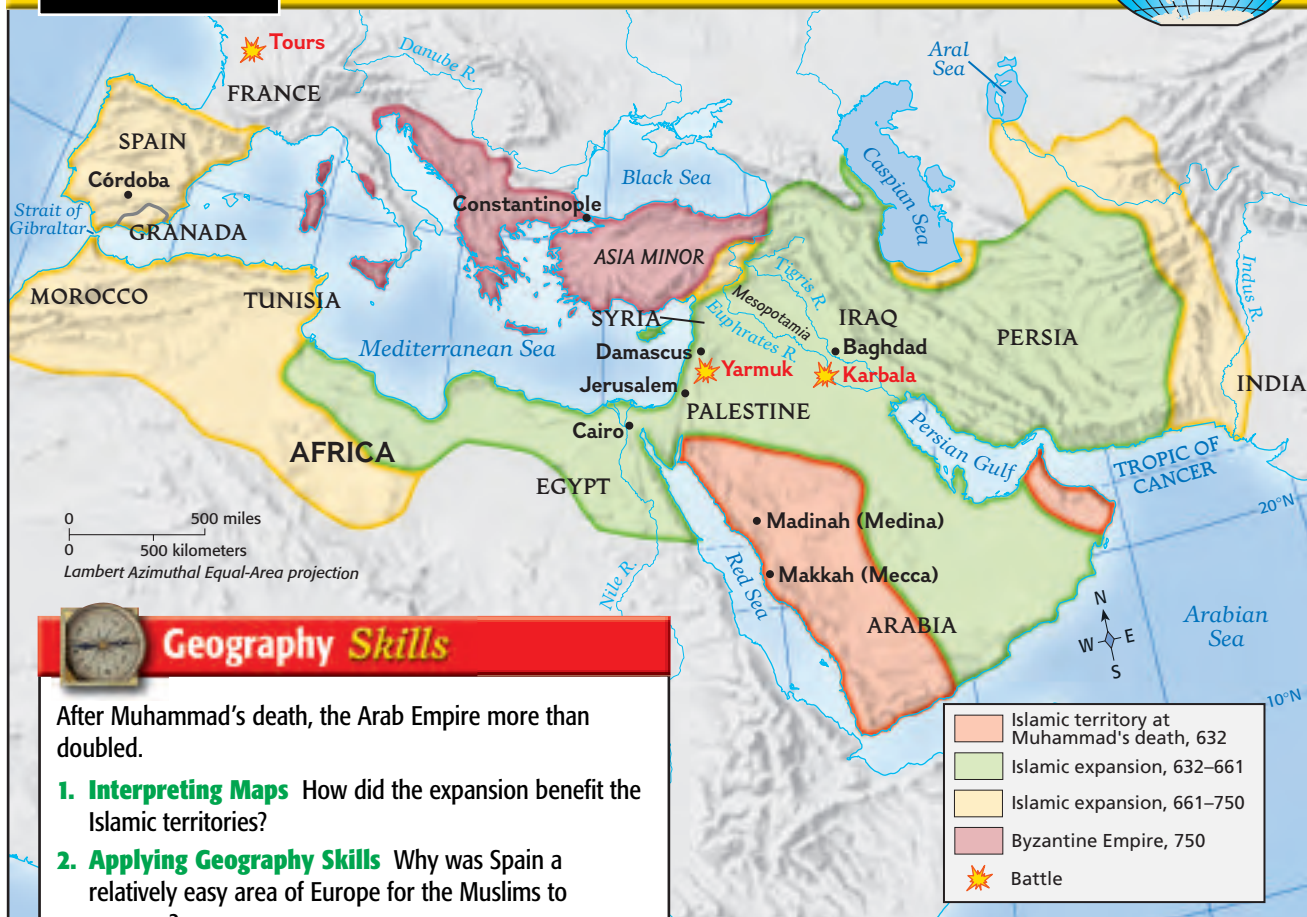 Tours
FRANCE
Danube R.
Aral
Sea
SPAIN
Córdoba
Strait of
Gibraltar
GRANADA
Constantinople
Black Sea
Caspian Sea
ASIA MINOR
MOROCCO
TUNISIA
Tigris R.
Mesopotamia
SYRIA
Euphrates R.
IRAQ
PERSIA
Indus R.
Mediterranean Sea
Damascus
Baghdad
Yarmuk
Karbala
Jerusalem
PALESTINE
INDIA
Cairo
AFRICA
Persian Gulf
TROPIC OF
CANCER
EGYPT
20°N
0 500 miles
0 500 kilometers
Lambert Azimuthal Equal-Area projection
Madinah (Medina)
Makkah (Mecca)
Nile R.
Red Sea
ARABIA
N
W E
S
Arabian
Sea
10°N
Geography Skills
After Muhammad's death, the Arab Empire more than
doubled.
1. Interpreting Maps How did the expansion benefit the
Islamic territories?
2. Applying Geography Skills Why was Spain a
relatively easy area of Europe for the Muslims to
Islamic territory at
Muhammad's death, 632
Islamic expansion, 632–661
Islamic expansion, 661–750
Byzantine Empire, 750
Battle